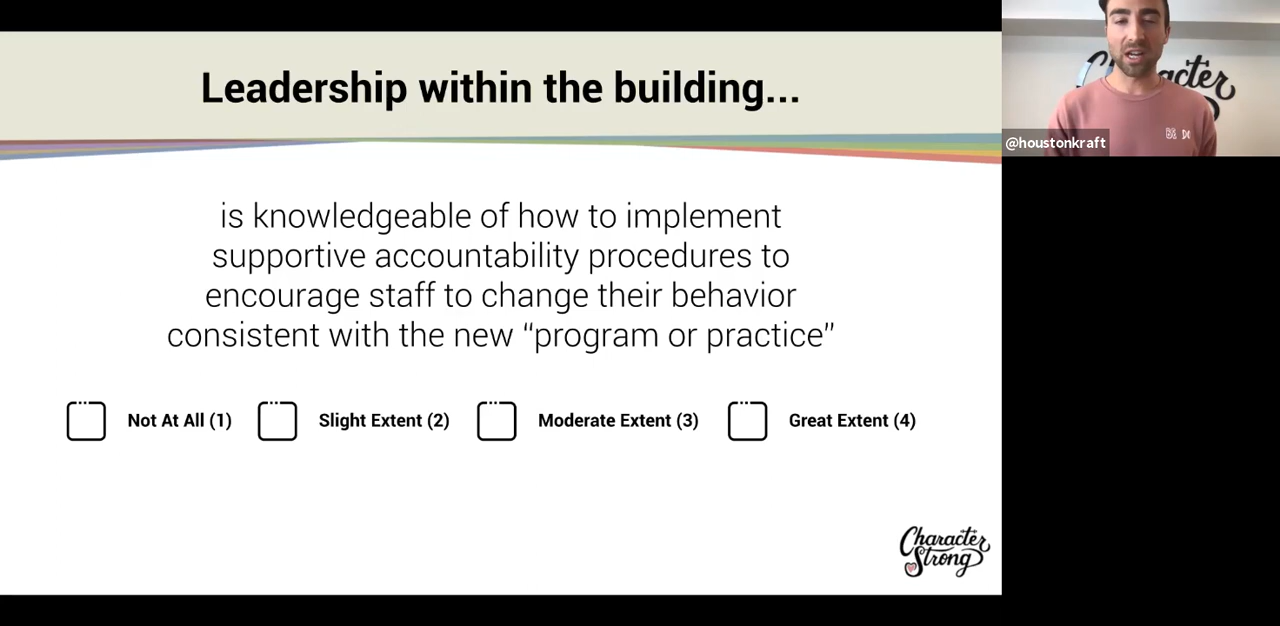 Leadership within the building...
is knowledgeable of how to implement
supportive accountability procedures to
encourage staff to change their behavior
consistent with the new “program or practice”
Not At All (1) Slight Extent (2) Moderate Extent (3) Great Extent (4)
Character
Strong
@houstonkraft